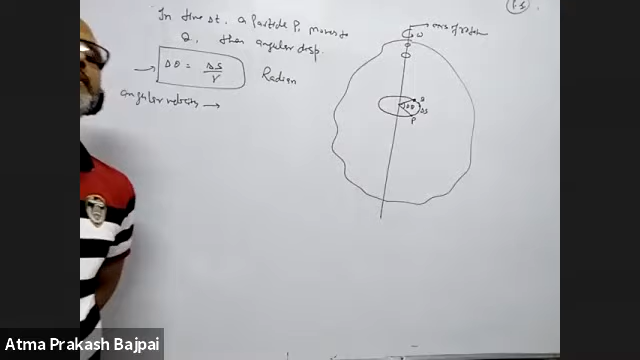 In time Δt, a particle P, moves to
Q, then angular disp.
Δθ = ΔS/r Radian
angular velocity →
axis of rotation
ω
Q
Δθ
ΔS
P
Atma Prakash Bajpai